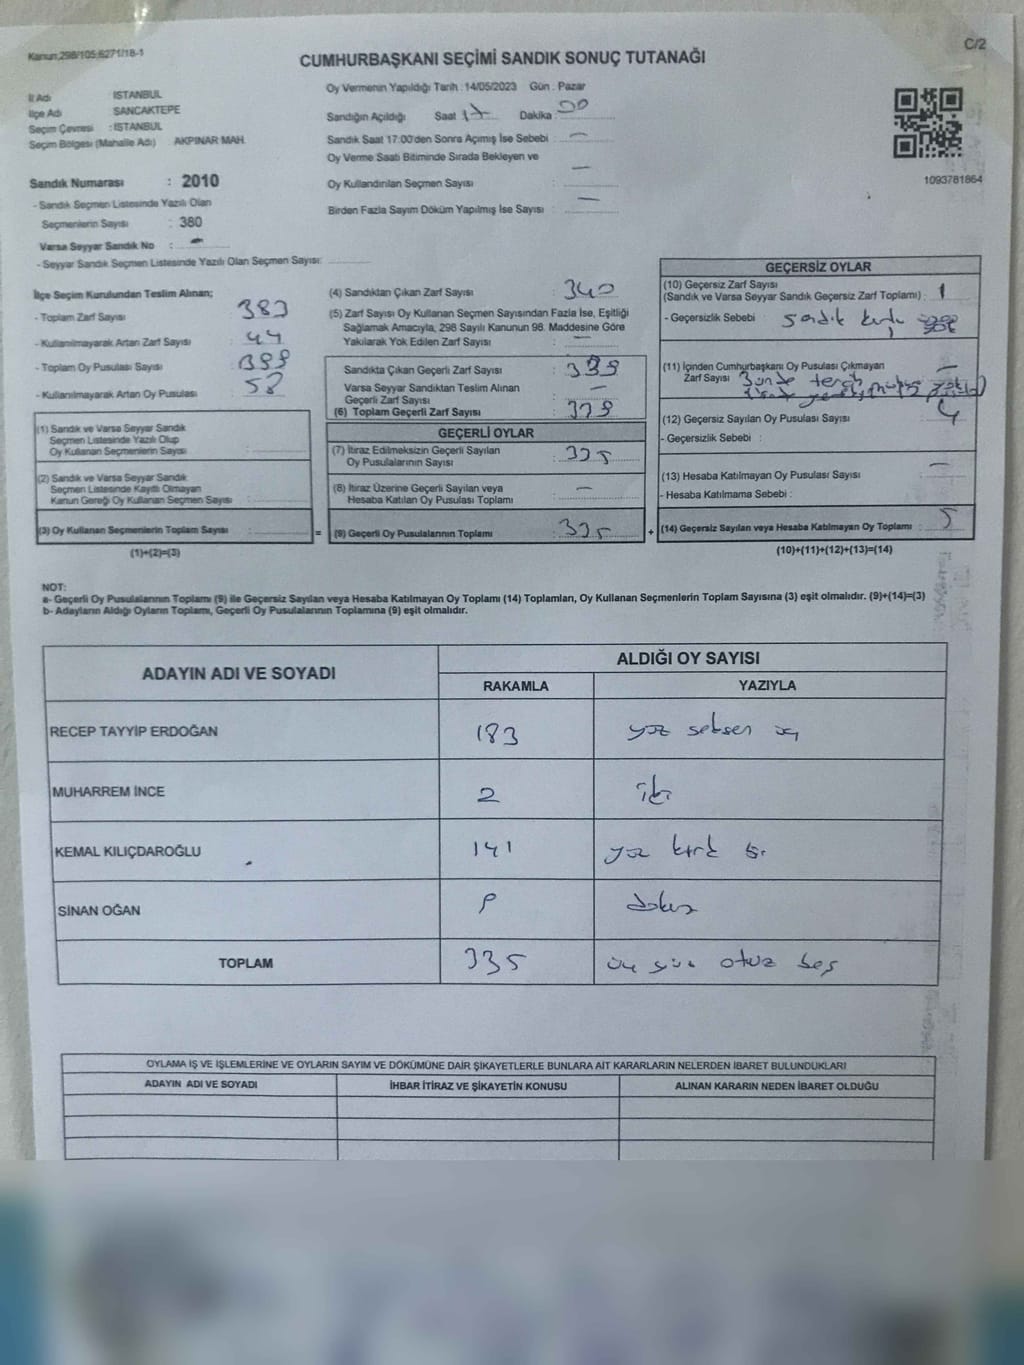 Kanun:298/105;6271/18-1
C/2
CUMHURBAŞKANI SEÇİMİ SANDIK SONUÇ TUTANAĞI
İl Adı İSTANBUL
İlçe Adı SANCAKTEPE
Seçim Çevresi : İSTANBUL
Seçim Bölgesi (Mahalle Adı) : AKPINAR MAH.
Sandık Numarası : 2010
- Sandık Seçmen Listesinde Yazılı Olan
Seçmenlerin Sayısı : 380
Varsa Seyyar Sandık No : -
- Seyyar Sandık Seçmen Listesinde Yazılı Olan Seçmen Sayısı:
Oy Vermenin Yapıldığı Tarih : 14/05/2023 Gün : Pazar
Sandığın Açıldığı Saat 17 Dakika : 00
Sandık Saat 17:00'den Sonra Açımış İse Sebebi : -
Oy Verme Saati Bitiminde Sırada Bekleyen ve
Oy Kullandırılan Seçmen Sayısı : -
Birden Fazla Sayım Döküm Yapılmış İse Sayısı : -
1093781864
İlçe Seçim Kurulundan Teslim Alınan;
- Toplam Zarf Sayısı : 383
- Kullanılmayarak Artan Zarf Sayısı : 44
- Toplam Oy Pusulası Sayısı :
- Kullanılmayarak Artan Oy Pusulası :
(1) Sandık ve Varsa Seyyar Sandık
Seçmen Listesinde Yazılı Olup
Oy Kullanan Seçmenlerin Sayısı :
(2) Sandık ve Varsa Seyyar Sandık
Seçmen Listesinde Kayıtlı Olmayan
Kanun Gereği Oy Kullanan Seçmen Sayısı :
(3) Oy Kullanan Seçmenlerin Toplam Sayısı : =
(1)+(2)=(3)
(4) Sandıktan Çıkan Zarf Sayısı : 340
(5) Zarf Sayısı Oy Kullanan Seçmen Sayısından Fazla İse, Eşitliği
Sağlamak Amacıyla, 298 Sayılı Kanunun 98. Maddesine Göre
Yakılarak Yok Edilen Zarf Sayısı : -
Sandıkta Çıkan Geçerli Zarf Sayısı : 339
Varsa Seyyar Sandıktan Teslim Alınan
Geçerli Zarf Sayısı : -
(6) Toplam Geçerli Zarf Sayısı : 339
GEÇERLİ OYLAR
(7) İtiraz Edilmeksizin Geçerli Sayılan
Oy Pusulalarının Sayısı : 335
(8) İtiraz Üzerine Geçerli Sayılan veya
Hesaba Katılan Oy Pusulası Toplamı : -
(9) Geçerli Oy Pusulalarının Toplamı : 335 +
GEÇERSİZ OYLAR
(10) Geçersiz Zarf Sayısı
(Sandık ve Varsa Seyyar Sandık Geçersiz Zarf Toplamı) : 1
- Geçersizlik Sebebi : sandık
(11) İçinden Cumhurbaşkanı Oy Pusulası Çıkmayan
Zarf Sayısı : -
(12) Geçersiz Sayılan Oy Pusulası Sayısı : 4
- Geçersizlik Sebebi :
(13) Hesaba Katılmayan Oy Pusulası Sayısı : -
- Hesaba Katılmama Sebebi :
(14) Geçersiz Sayılan veya Hesaba Katılmayan Oy Toplamı : 5
(10)+(11)+(12)+(13)=(14)
NOT:
a- Geçerli Oy Pusulalarının Toplamı (9) ile Geçersiz Sayılan veya Hesaba Katılmayan Oy Toplamı (14) Toplamları, Oy Kullanan Seçmenlerin Toplam Sayısına (3) eşit olmalıdır. (9)+(14)=(3)
b- Adayların Aldığı Oyların Toplamı, Geçerli Oy Pusulalarının Toplamına (9) eşit olmalıdır.
ADAYIN ADI VE SOYADI ALDIĞI OY SAYISI
RAKAMLA YAZIYLA
RECEP TAYYİP ERDOĞAN 183 yüz seksen üç
MUHARREM İNCE 2 iki
KEMAL KILIÇDAROĞLU 141 yüz kırk bir
SİNAN OĞAN 9 dokuz
TOPLAM 335 üç yüz otuz beş
OYLAMA İŞ VE İŞLEMLERİNE VE OYLARIN SAYIM VE DÖKÜMÜNE DAİR ŞİKAYETLERLE BUNLARA AİT KARARLARIN NELERDEN İBARET BULUNDUKLARI
ADAYIN ADI VE SOYADI İHBAR İTİRAZ VE ŞİKAYETİN KONUSU ALINAN KARARIN NEDEN İBARET OLDUĞU